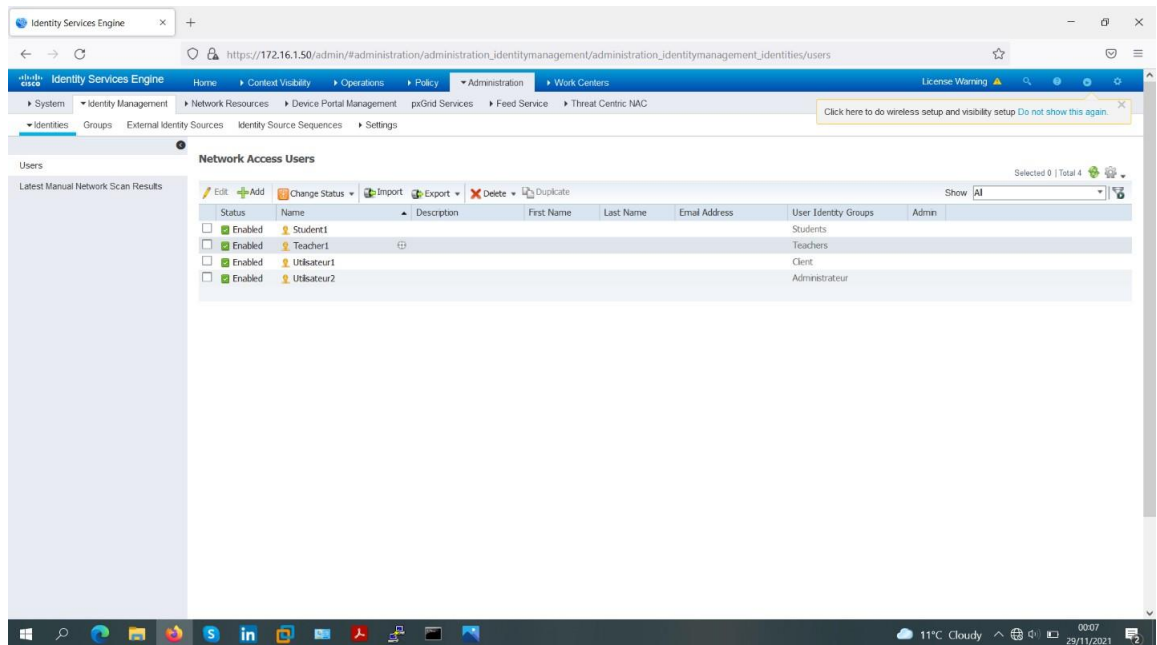 Identity Services Engine
https://172.16.1.50/admin/#administration/administration_identitymanagement/administration_identitymanagement_identities/users
cisco Identity Services Engine Home Context Visibility Operations Policy Administration Work Centers License Warning
System Identity Management Network Resources Device Portal Management pxGrid Services Feed Service Threat Centric NAC
Click here to do wireless setup and visibility setup Do not show this again.
Identities Groups External Identity Sources Identity Source Sequences Settings
Users
Latest Manual Network Scan Results
Network Access Users
Selected 0 | Total 4
Edit Add Change Status Import Export Delete Duplicate Show All
Status Name Description First Name Last Name Email Address User Identity Groups Admin
Enabled Student1 Students
Enabled Teacher1 Teachers
Enabled Utilisateur1 Client
Enabled Utilisateur2 Administrateur
11°C Cloudy 00:07
29/11/2021